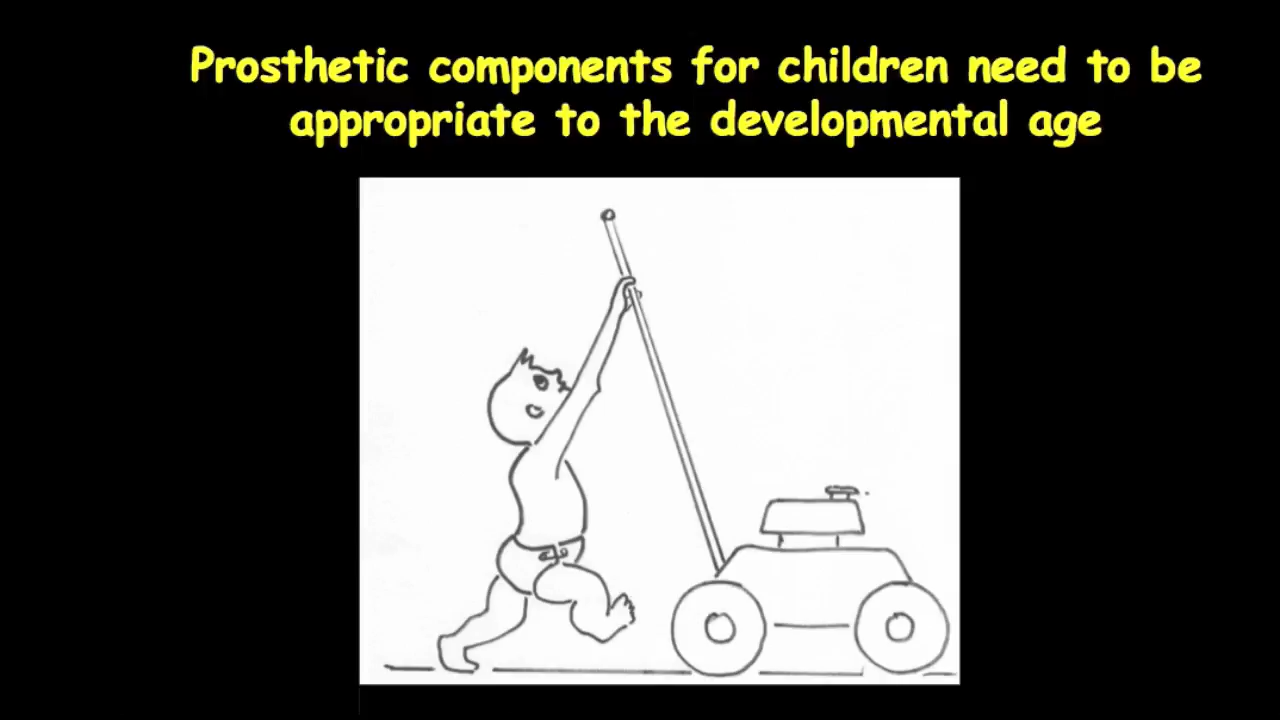 Prosthetic components for children need to be
appropriate to the developmental age